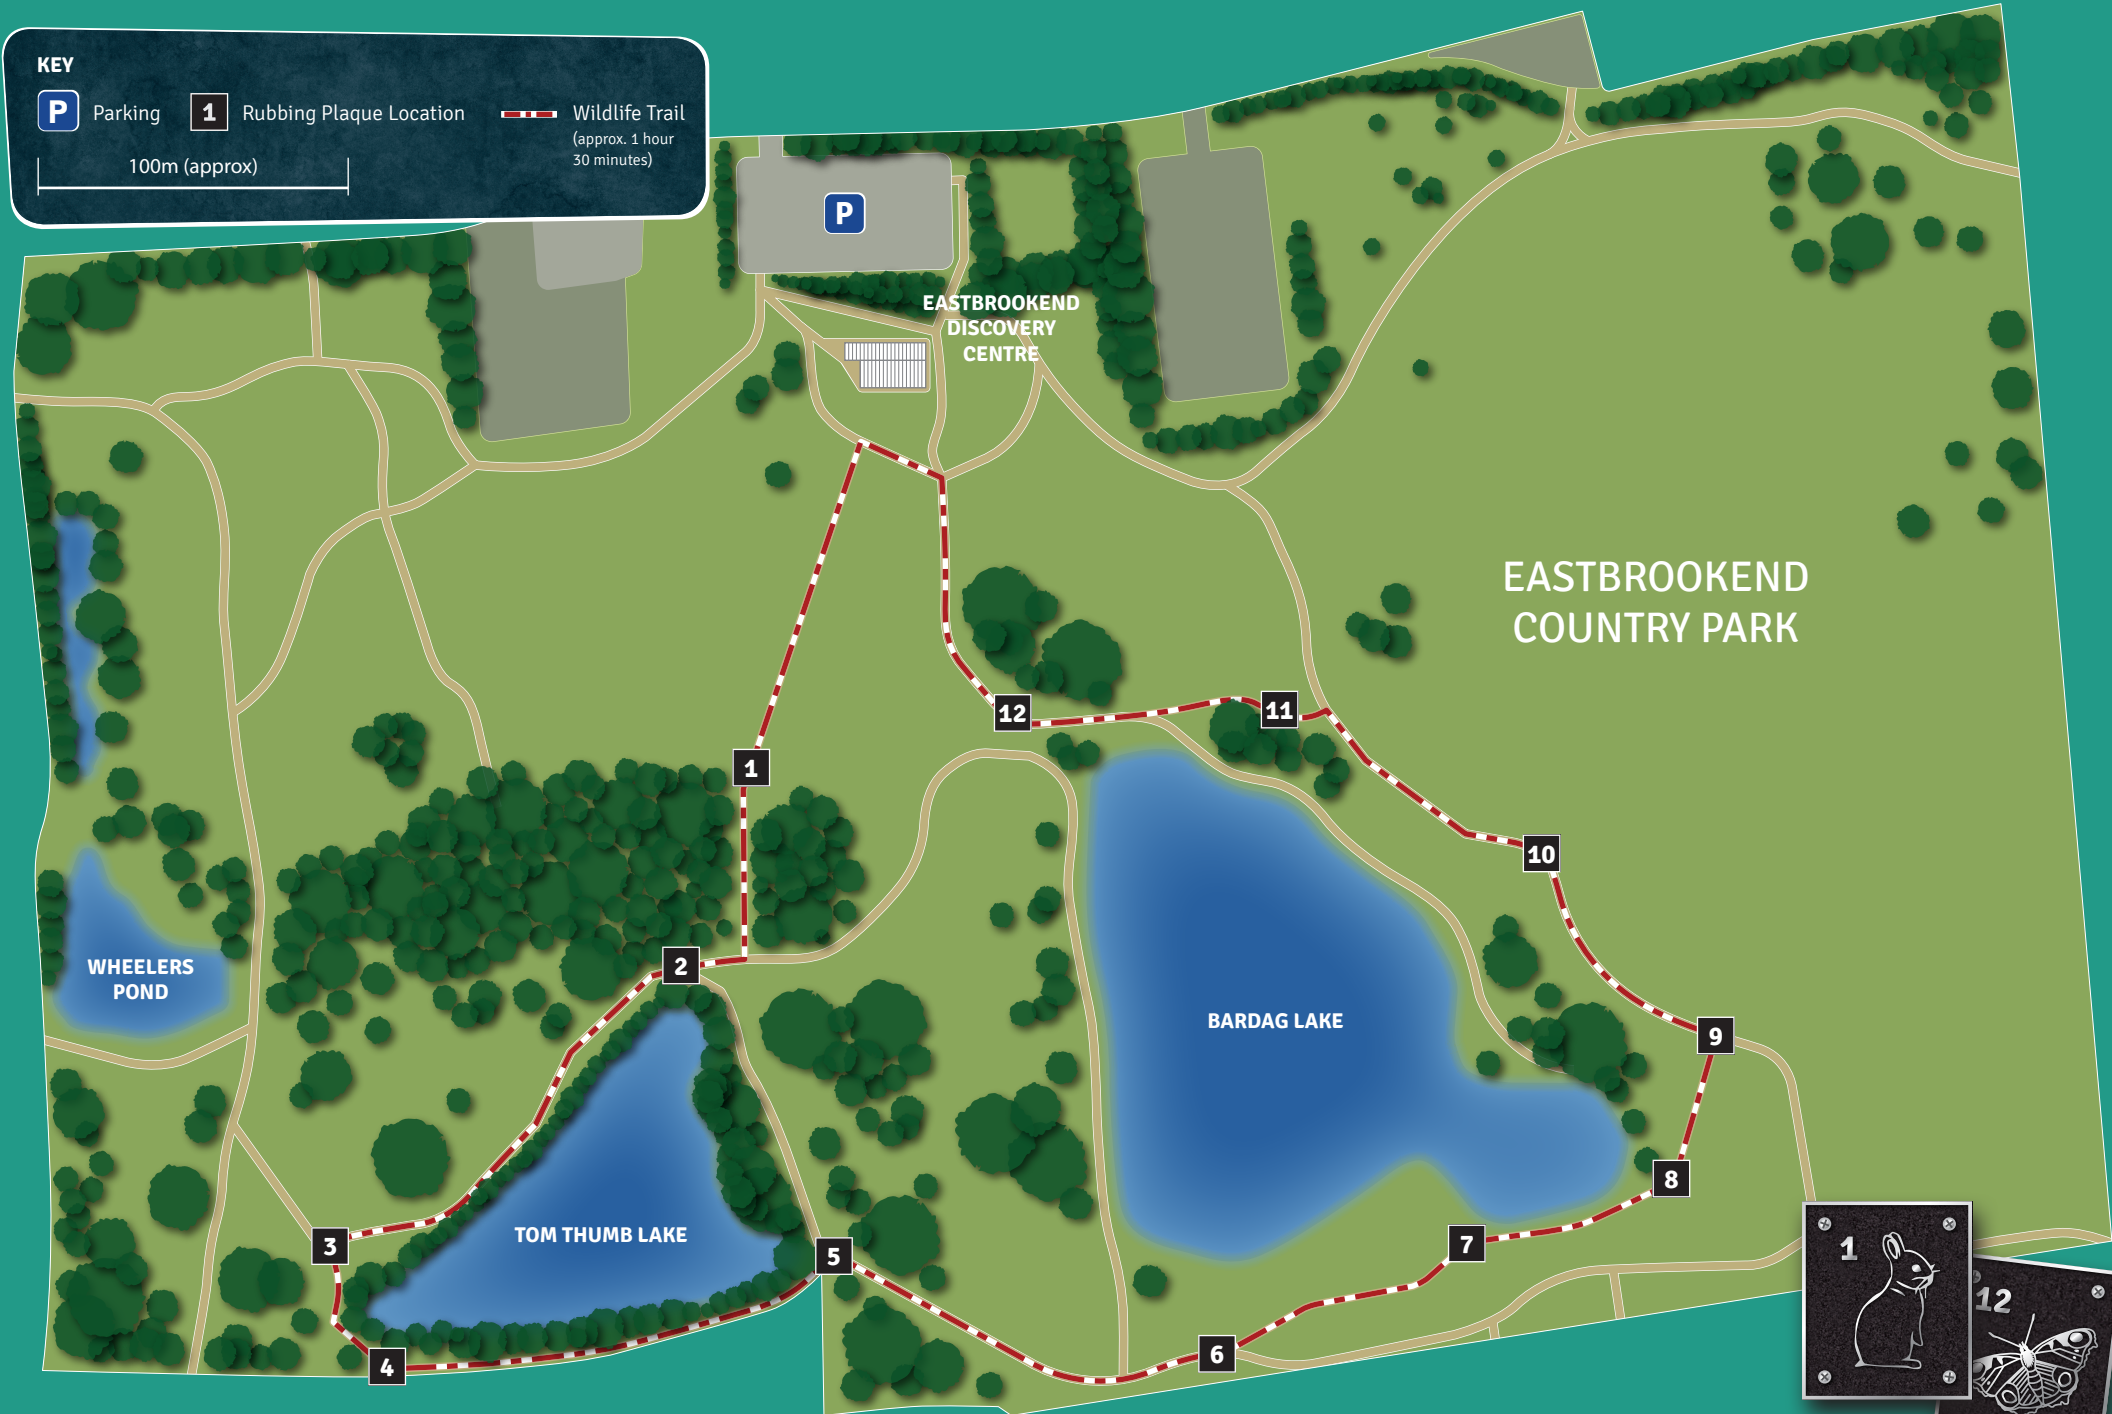 KEY
P Parking
1 Rubbing Plaque Location
Wildlife Trail
(approx. 1 hour
30 minutes)
100m (approx)
P
EASTBROOKEND
DISCOVERY
CENTRE
EASTBROOKEND
COUNTRY PARK
12
11
1
10
2
WHEELERS
POND
BARDAG LAKE
9
8
TOM THUMB LAKE
3
5
7
4
6
1
12